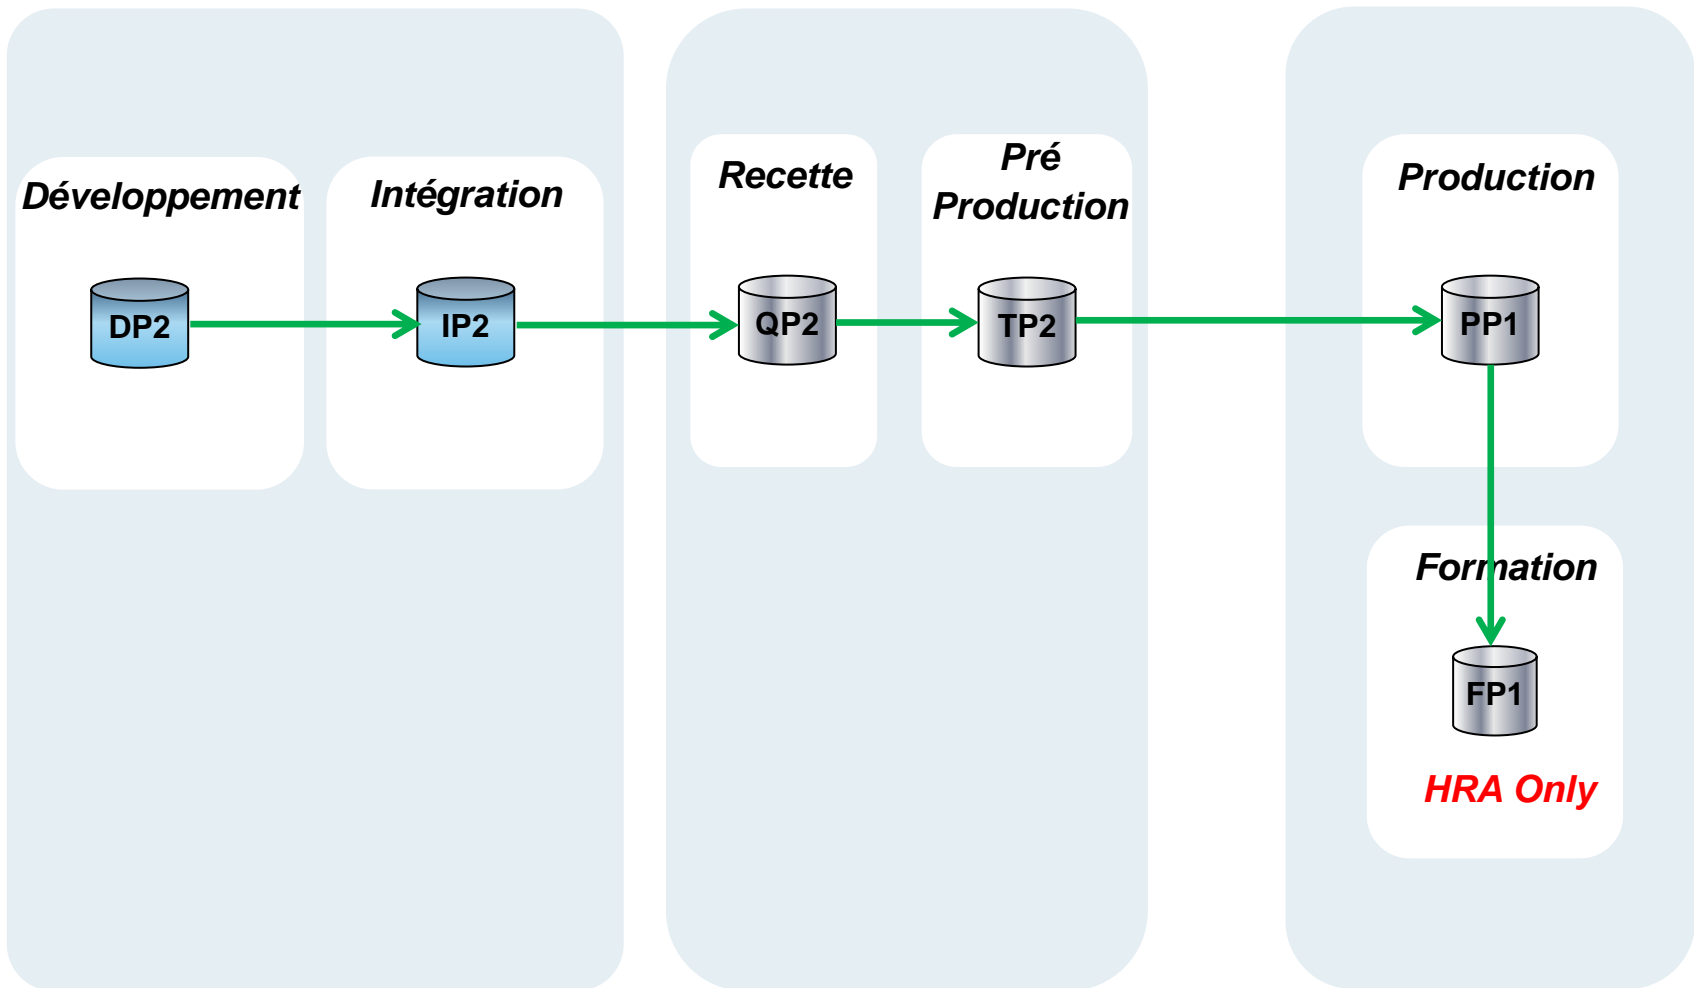 Développement
DP2
Intégration
IP2
Recette
QP2
Pré
Production
TP2
Production
PP1
Formation
FP1
HRA Only